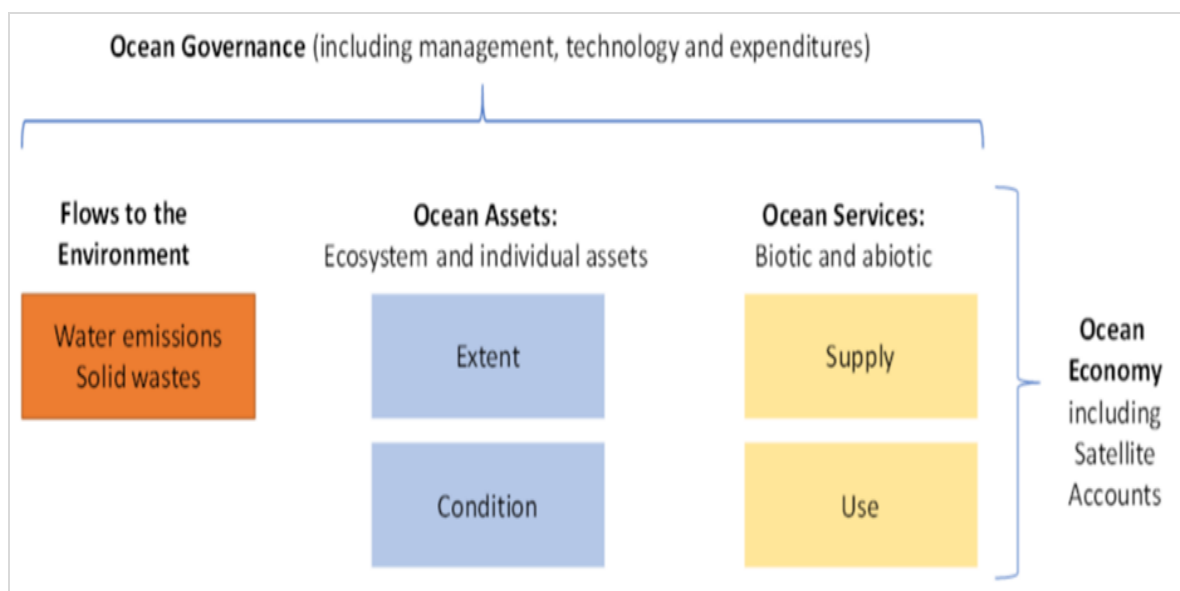 Ocean Governance (including management, technology and expenditures)
Flows to the
Environment
Ocean Assets:
Ecosystem and individual assets
Ocean Services:
Biotic and abiotic
Water emissions
Solid wastes
Extent
Supply
Condition
Use
Ocean
Economy
including
Satellite
Accounts